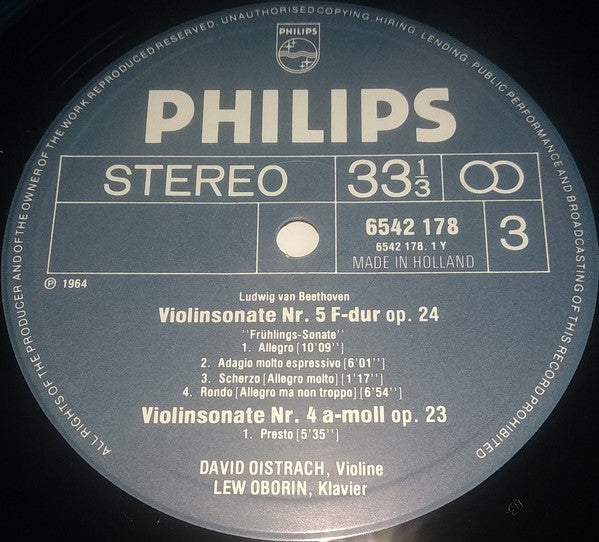 ALL RIGHTS OF THE PRODUCER AND OF THE OWNER OF THE WORK REPRODUCED RESERVED. UNAUTHORISED COPYING, HIRING, LENDING, PUBLIC PERFORMANCE AND BROADCASTING OF THIS RECORD PROHIBITED
PHILIPS
PHILIPS
STEREO 33 1/3
6542 178 3
6542 178. 1 Y
MADE IN HOLLAND
℗ 1964
Ludwig van Beethoven
Violinsonate Nr. 5 F-dur op. 24
''Frühlings-Sonate''
1. Allegro [10'09'']
2. Adagio molto espressivo [6'01'']
3. Scherzo [Allegro molto] [1'17'']
4. Rondo [Allegro ma non troppo] [6'54'']
Violinsonate Nr. 4 a-moll op. 23
1. Presto [5'35'']
DAVID OISTRACH, Violine
LEW OBORIN, Klavier